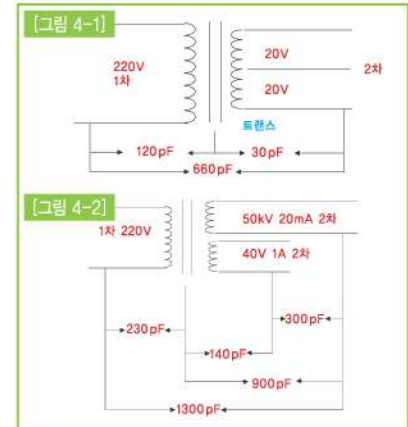 [그림 4-1]
220V
1차
20V
20V
2차
트랜스
120pF
30pF
660pF
[그림 4-2]
1차 220V
50kV 20mA 2차
40V 1A 2차
300pF
230pF
140pF
900pF
1300pF